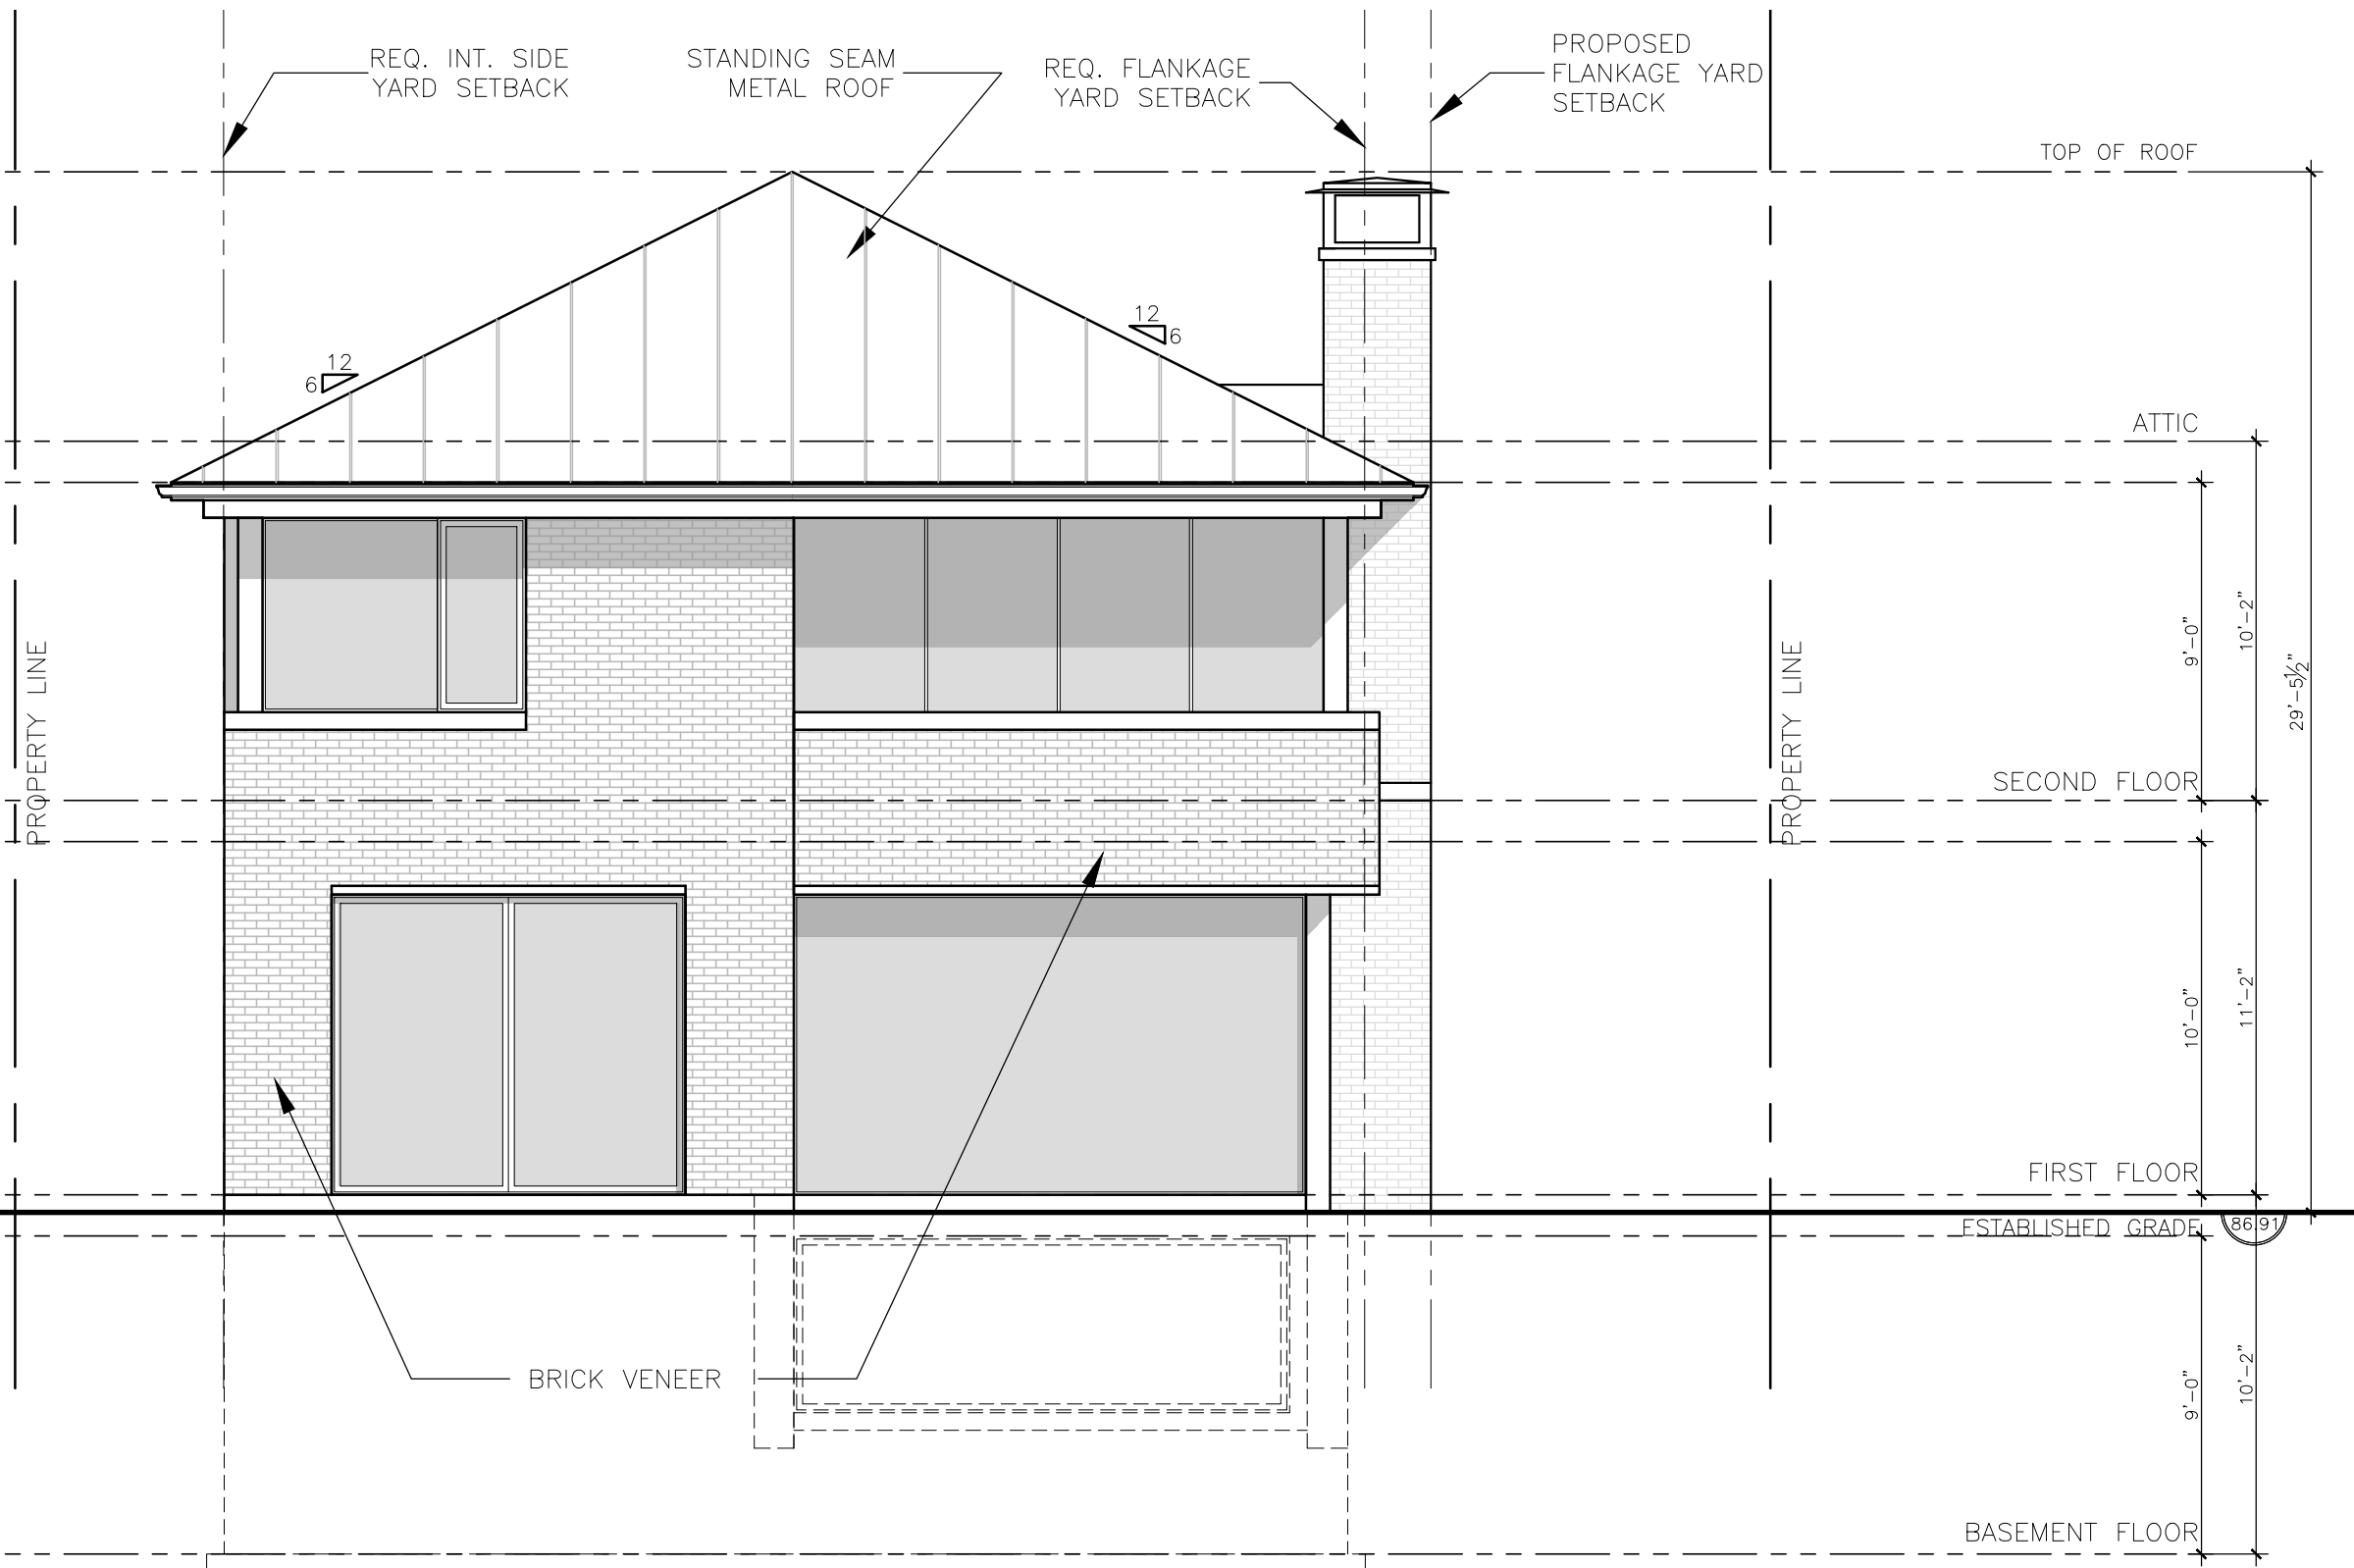 REQ. INT. SIDE
YARD SETBACK
STANDING SEAM
METAL ROOF
REQ. FLANKAGE
YARD SETBACK
PROPOSED
FLANKAGE YARD
SETBACK
TOP OF ROOF
12
6
12
6
ATTIC
PROPERTY LINE
PROPERTY LINE
9'-0"
10'-2"
29'-5½"
SECOND FLOOR
10'-0"
11'-2"
FIRST FLOOR
ESTABLISHED GRADE
86.91
BRICK VENEER
9'-0"
10'-2"
BASEMENT FLOOR